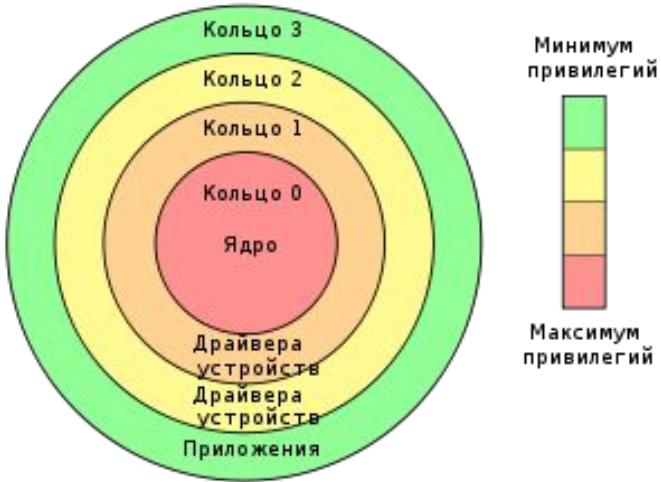 Кольцо 3
Кольцо 2
Кольцо 1
Кольцо 0
Ядро
Драйвера
устройств
Драйвера
устройств
Приложения
Минимум
привилегий
Максимум
привилегий